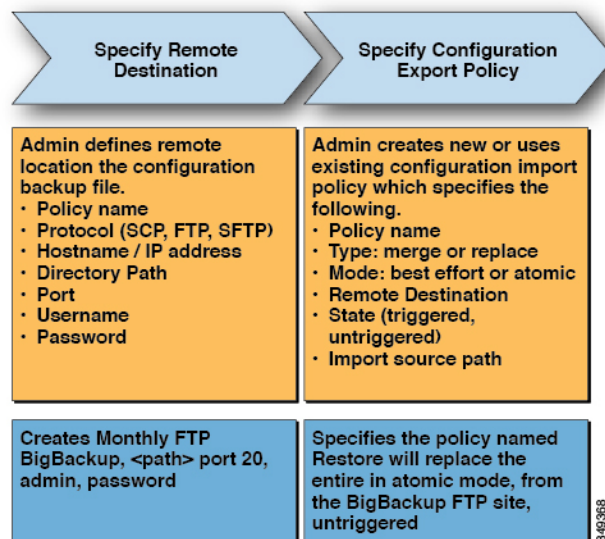 Specify Remote
Destination
Specify Configuration
Export Policy
Admin defines remote
location the configuration
backup file.
· Policy name
· Protocol (SCP, FTP, SFTP)
· Hostname / IP address
· Directory Path
· Port
· Username
· Password
Admin creates new or uses
existing configuration import
policy which specifies the
following.
· Policy name
· Type: merge or replace
· Mode: best effort or atomic
· Remote Destination
· State (triggered,
untriggered)
· Import source path
Creates Monthly FTP
BigBackup, <path> port 20,
admin, password
Specifies the policy named
Restore will replace the
entire in atomic mode, from
the BigBackup FTP site,
untriggered
349368